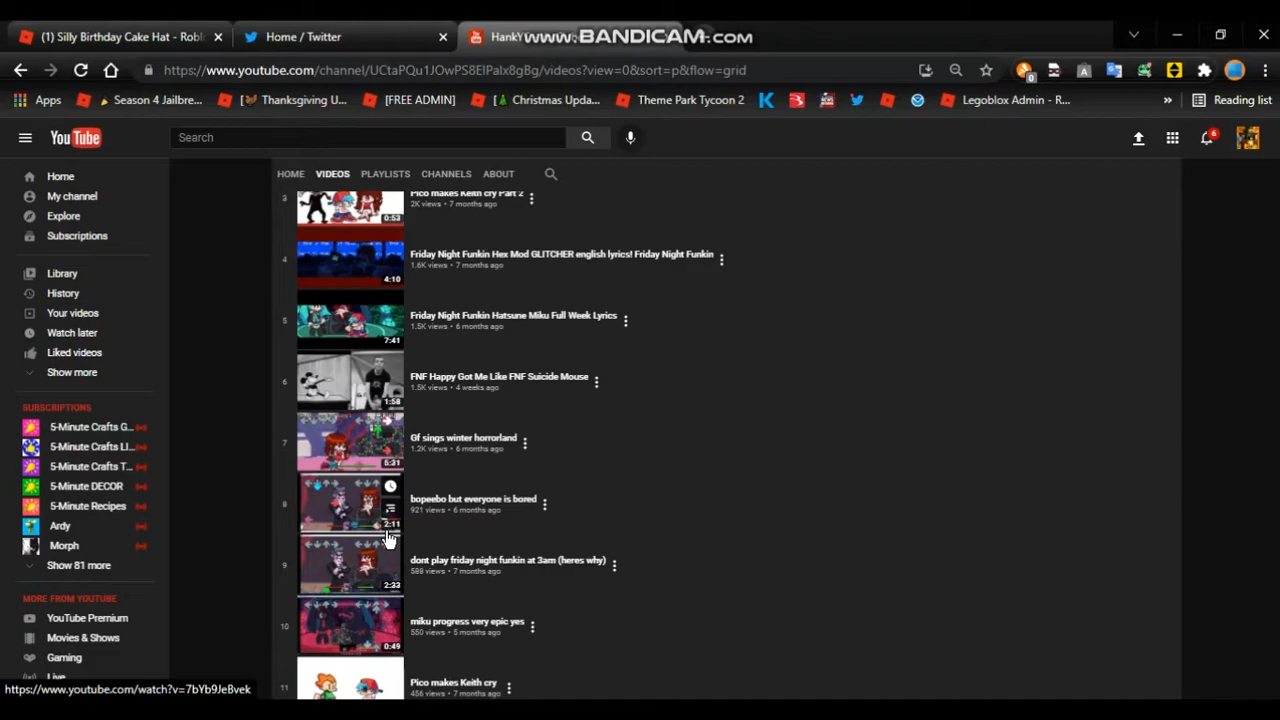 (1) Silly Birthday Cake Hat - Robl
Home / Twitter
HankY
www.BANDICAM.com
https://www.youtube.com/channel/UCtaPQu1JOwPS8ElPalx8gBg/videos?view=0&sort=p&flow=grid
Apps
Season 4 Jailbre...
Thanksgiving U...
[FREE ADMIN]
Christmas Upda...
Theme Park Tycoon 2
Legoblox Admin - R...
»
Reading list
YouTube
Search
6
Home
My channel
Explore
Subscriptions
Library
History
Your videos
Watch later
Liked videos
Show more
SUBSCRIPTIONS
5-Minute Crafts G...
5-Minute Crafts LI...
5-Minute Crafts T...
5-Minute DECOR
5-Minute Recipes
Ardy
Morph
Show 81 more
MORE FROM YOUTUBE
YouTube Premium
Movies & Shows
Gaming
Live
HOME VIDEOS PLAYLISTS CHANNELS ABOUT
3
0:53
Pico makes Keith cry Part 2
2K views • 7 months ago
4
4:10
Friday Night Funkin Hex Mod GLITCHER english lyrics! Friday Night Funkin
1.6K views • 7 months ago
5
7:41
Friday Night Funkin Hatsune Miku Full Week Lyrics
1.5K views • 6 months ago
6
1:58
FNF Happy Got Me Like FNF Suicide Mouse
1.5K views • 4 weeks ago
7
5:31
Gf sings winter horrorland
1.2K views • 6 months ago
8
2:11
bopeebo but everyone is bored
921 views • 6 months ago
9
2:33
dont play friday night funkin at 3am (heres why)
588 views • 7 months ago
10
0:49
miku progress very epic yes
550 views • 5 months ago
11
Pico makes Keith cry
456 views • 7 months ago
https://www.youtube.com/watch?v=7bYb9JeBvek